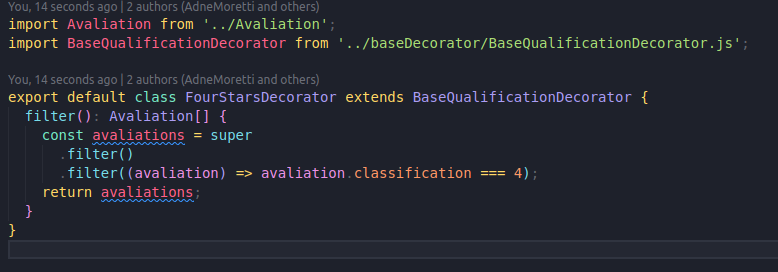 You, 14 seconds ago | 2 authors (AdneMoretti and others)
import Avaliation from '../Avaliation';
import BaseQualificationDecorator from '../baseDecorator/BaseQualificationDecorator.js';
You, 14 seconds ago | 2 authors (AdneMoretti and others)
export default class FourStarsDecorator extends BaseQualificationDecorator {
  filter(): Avaliation[] {
    const avaliations = super
      .filter()
      .filter((avaliation) => avaliation.classification === 4);
    return avaliations;
  }
}